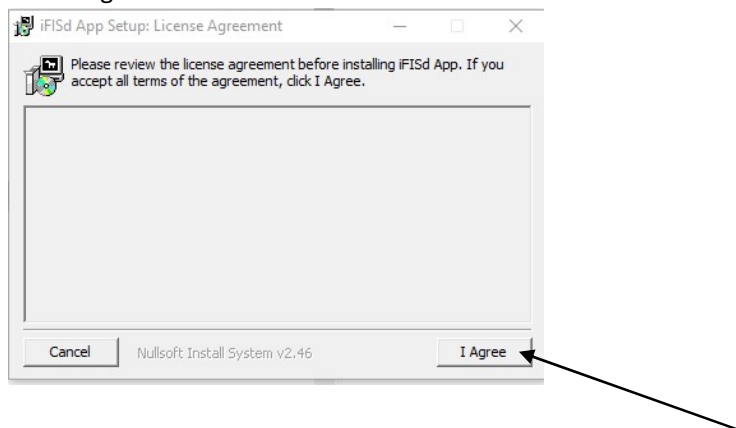 iFISd App Setup: License Agreement
Please review the license agreement before installing iFISd App. If you
accept all terms of the agreement, click I Agree.
Cancel
Nullsoft Install System v2.46
I Agree